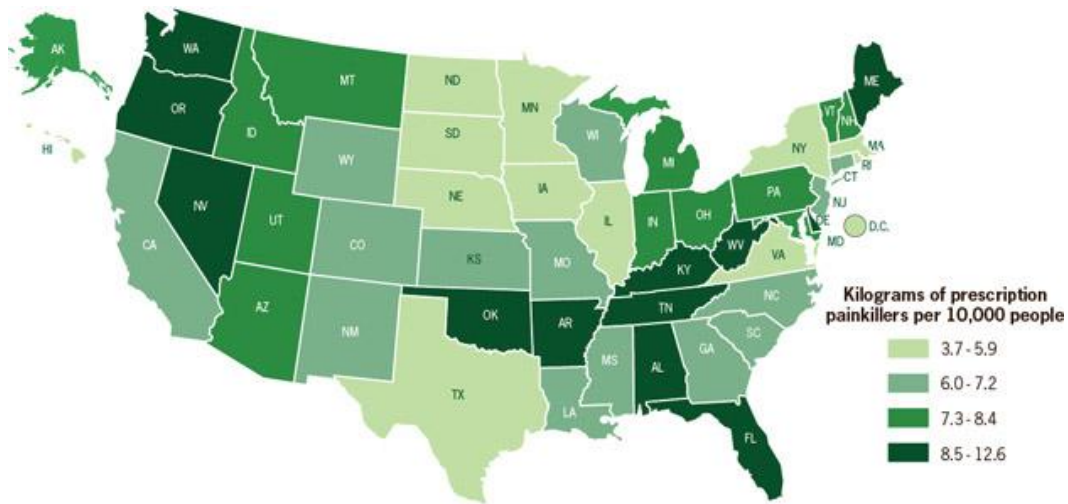 AK
WA
OR
ID
MT
ND
MN
SD
WY
WI
MI
ME
VT
NH
NY
MA
RI
CT
HI
NV
UT
CA
CO
NE
IA
IL
IN
OH
PA
NJ
DE
D.C.
MD
WV
VA
KS
MO
KY
AZ
NM
OK
AR
TN
NC
SC
TX
LA
MS
AL
GA
FL
Kilograms of prescription
painkillers per 10,000 people
3.7 - 5.9
6.0 - 7.2
7.3 - 8.4
8.5 - 12.6